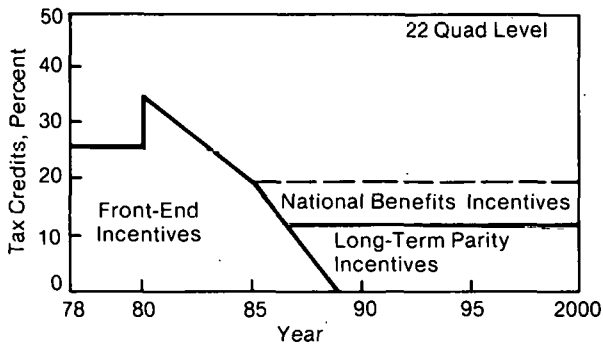 50
22 Quad Level
40
30
20
10
0
Tax Credits, Percent
National Benefits Incentives
Front-End
Incentives
Long-Term Parity
Incentives
78
80
85
90
95
2000
Year